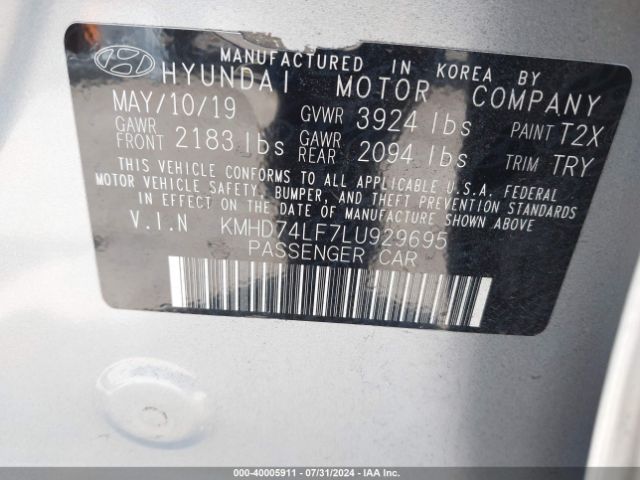 MANUFACTURED IN KOREA BY
HYUNDAI MOTOR COMPANY
MAY/10/19 GVWR 3924 lbs PAINT T2X
GAWR FRONT 2183 lbs GAWR REAR 2094 lbs TRIM TRY
THIS VEHICLE CONFORMS TO ALL APPLICABLE U.S.A. FEDERAL
MOTOR VEHICLE SAFETY, BUMPER, AND THEFT PREVENTION STANDARDS
IN EFFECT ON THE DATE OF MANUFACTURE SHOWN ABOVE
V.I.N KMHD74LF7LU929695
PASSENGER CAR
000-40005911 - 07/31/2024 - IAAI.COM